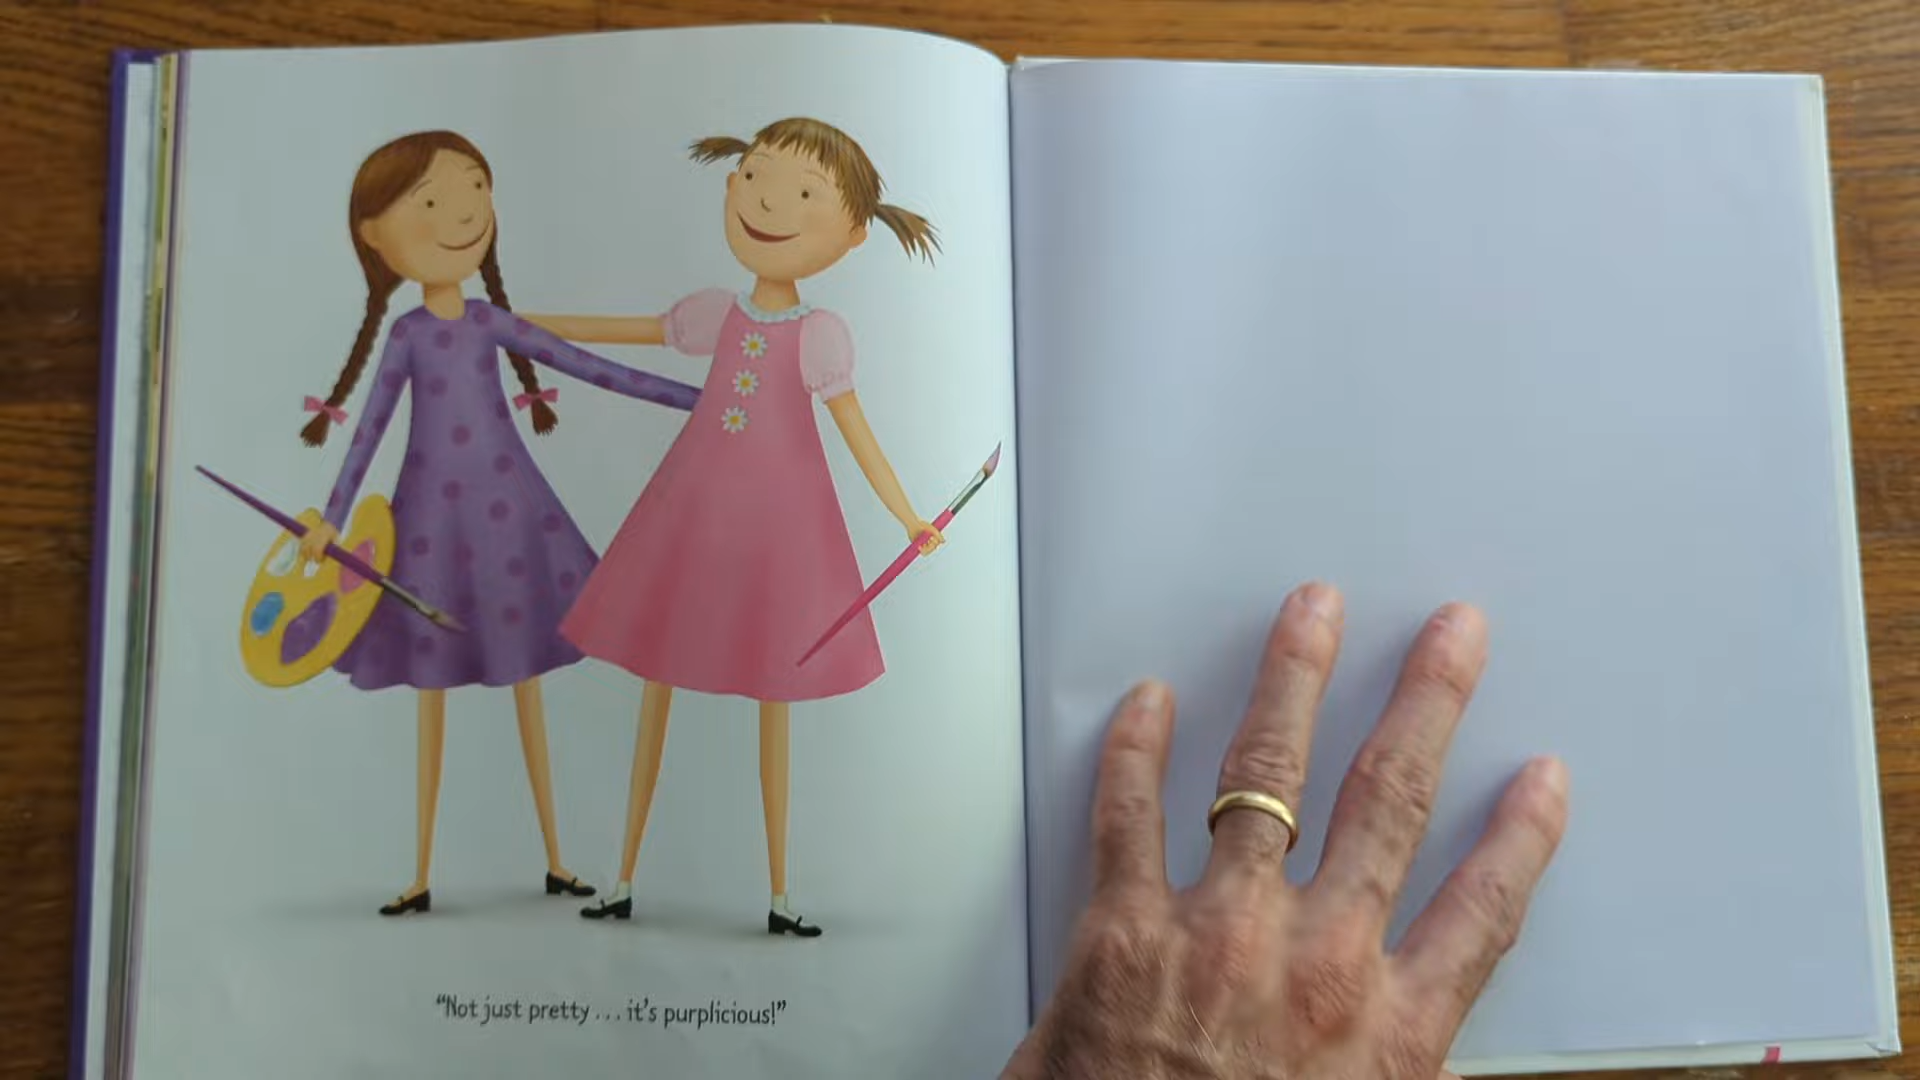 “Not just pretty . . . it’s purplicious!”